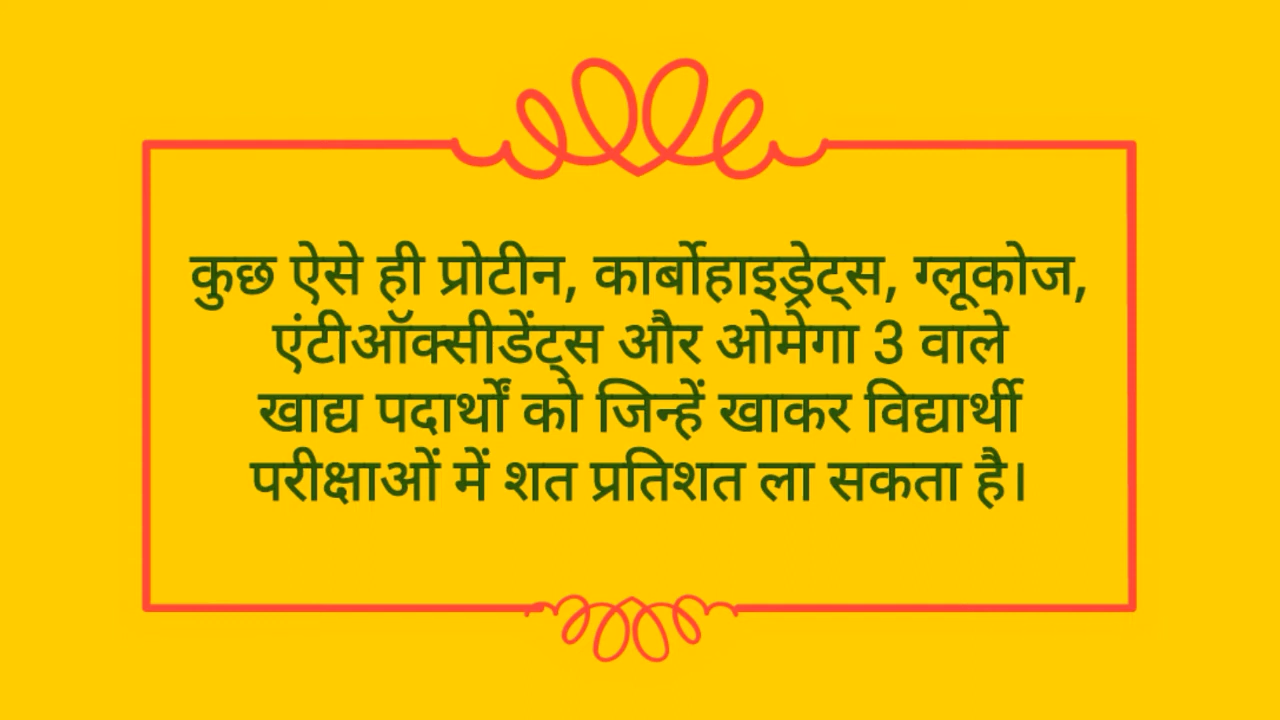 कुछ ऐसे ही प्रोटीन, कार्बोहाइड्रेट्स, ग्लूकोज,
एंटीऑक्सीडेंट्स और ओमेगा 3 वाले
खाद्य पदार्थों को जिन्हें खाकर विद्यार्थी
परीक्षाओं में शत प्रतिशत ला सकता है।